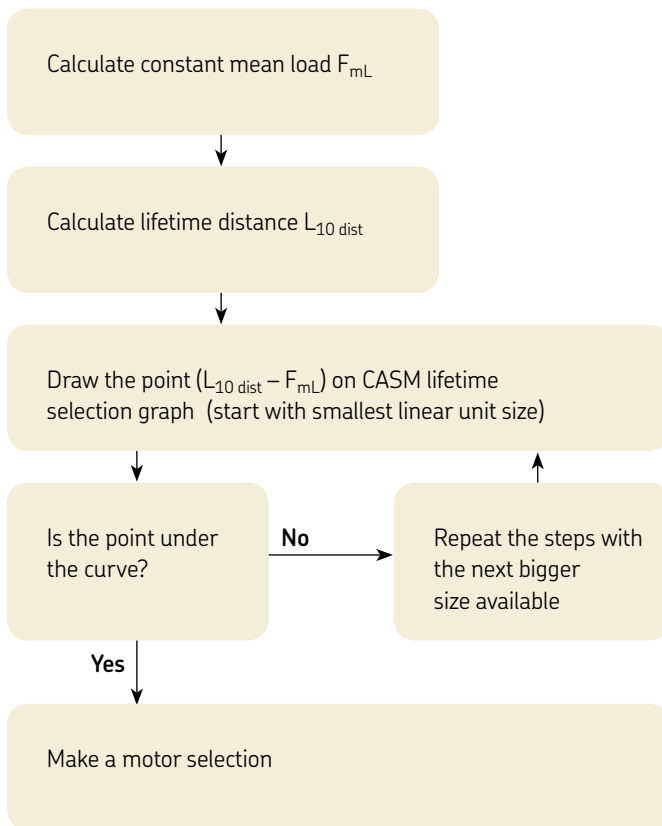 Calculate constant mean load F_mL
Calculate lifetime distance L_10 dist
Draw the point (L_10 dist – F_mL) on CASM lifetime
selection graph (start with smallest linear unit size)
Is the point under
the curve?
No
Repeat the steps with
the next bigger
size available
Yes
Make a motor selection